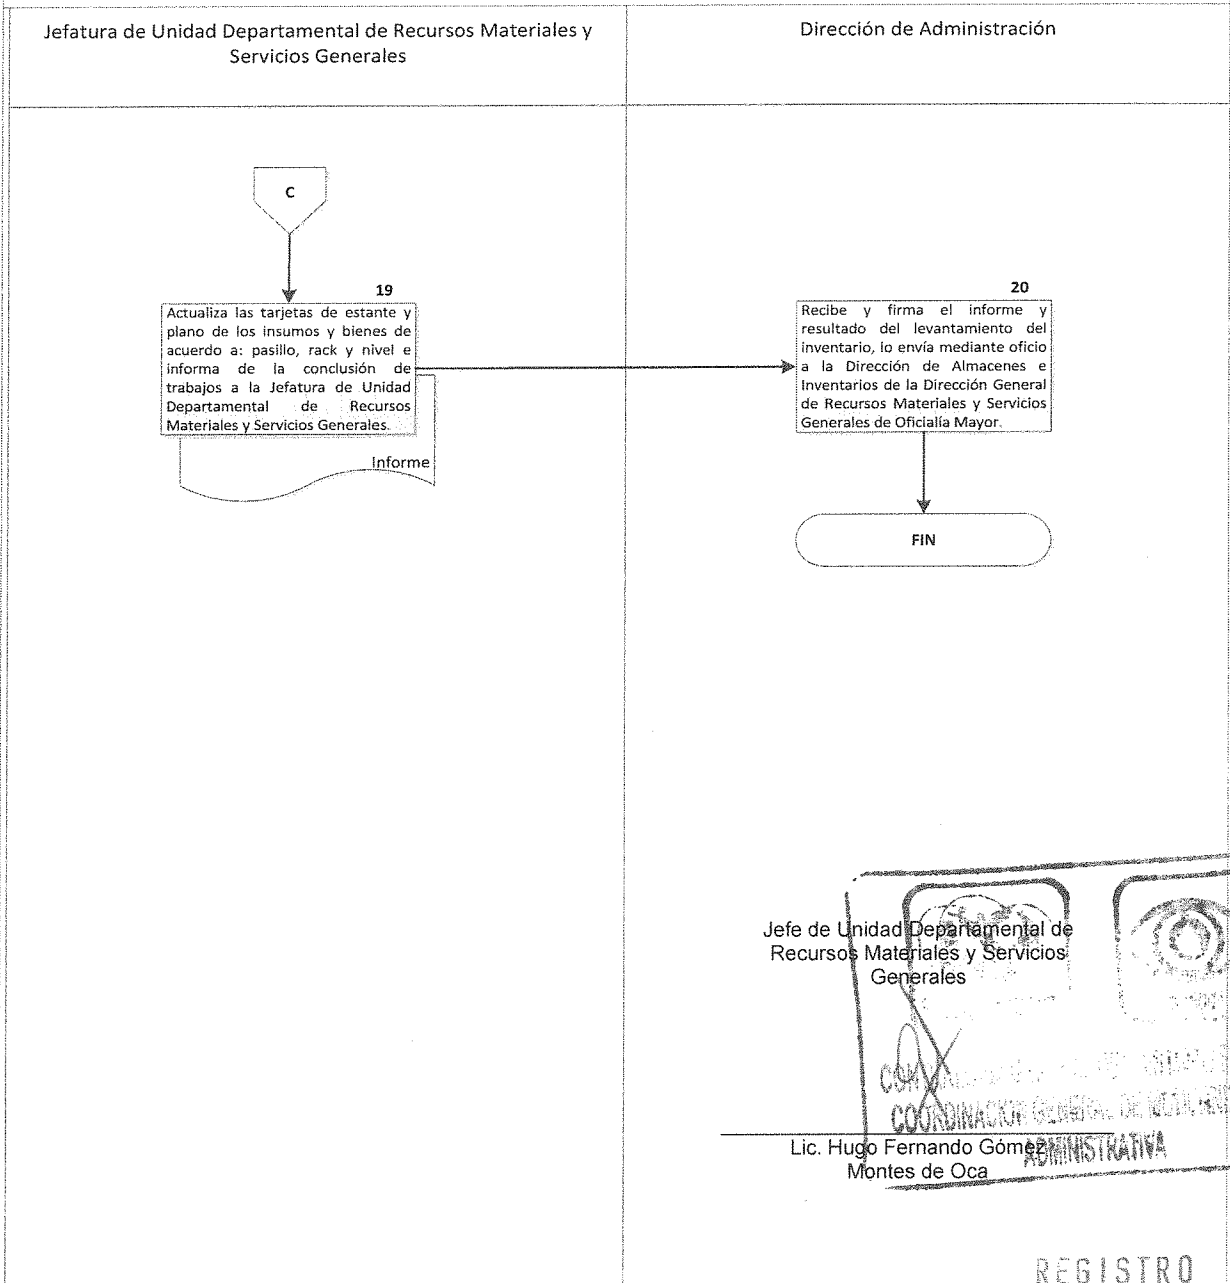 Jefatura de Unidad Departamental de Recursos Materiales y
Servicios Generales
Dirección de Administración
C
19
Actualiza las tarjetas de estante y
plano de los insumos y bienes de
acuerdo a: pasillo, rack y nivel e
informa de la conclusión de
trabajos a la Jefatura de Unidad
Departamental de Recursos
Materiales y Servicios Generales.
Informe
20
Recibe y firma el informe y
resultado del levantamiento del
inventario, lo envía mediante oficio
a la Dirección de Almacenes e
Inventarios de la Dirección General
de Recursos Materiales y Servicios
Generales de Oficialía Mayor.
FIN
Jefe de Unidad Departamental de
Recursos Materiales y Servicios
Generales
COORDINACION GENERAL DE
ADMINISTRATIVA
Lic. Hugo Fernando Gómez
Montes de Oca
REGISTRO